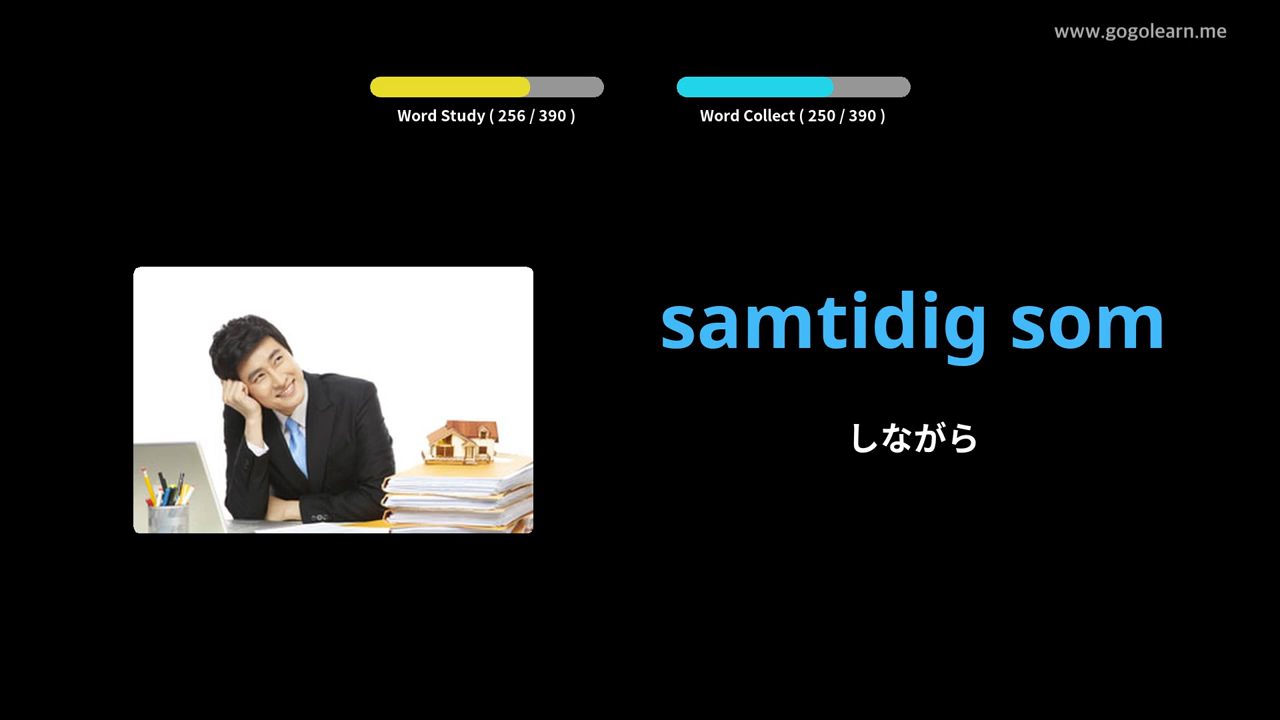 www.gogolearn.me
Word Study ( 256 / 390 )
Word Collect ( 250 / 390 )
samtidig som
しながら